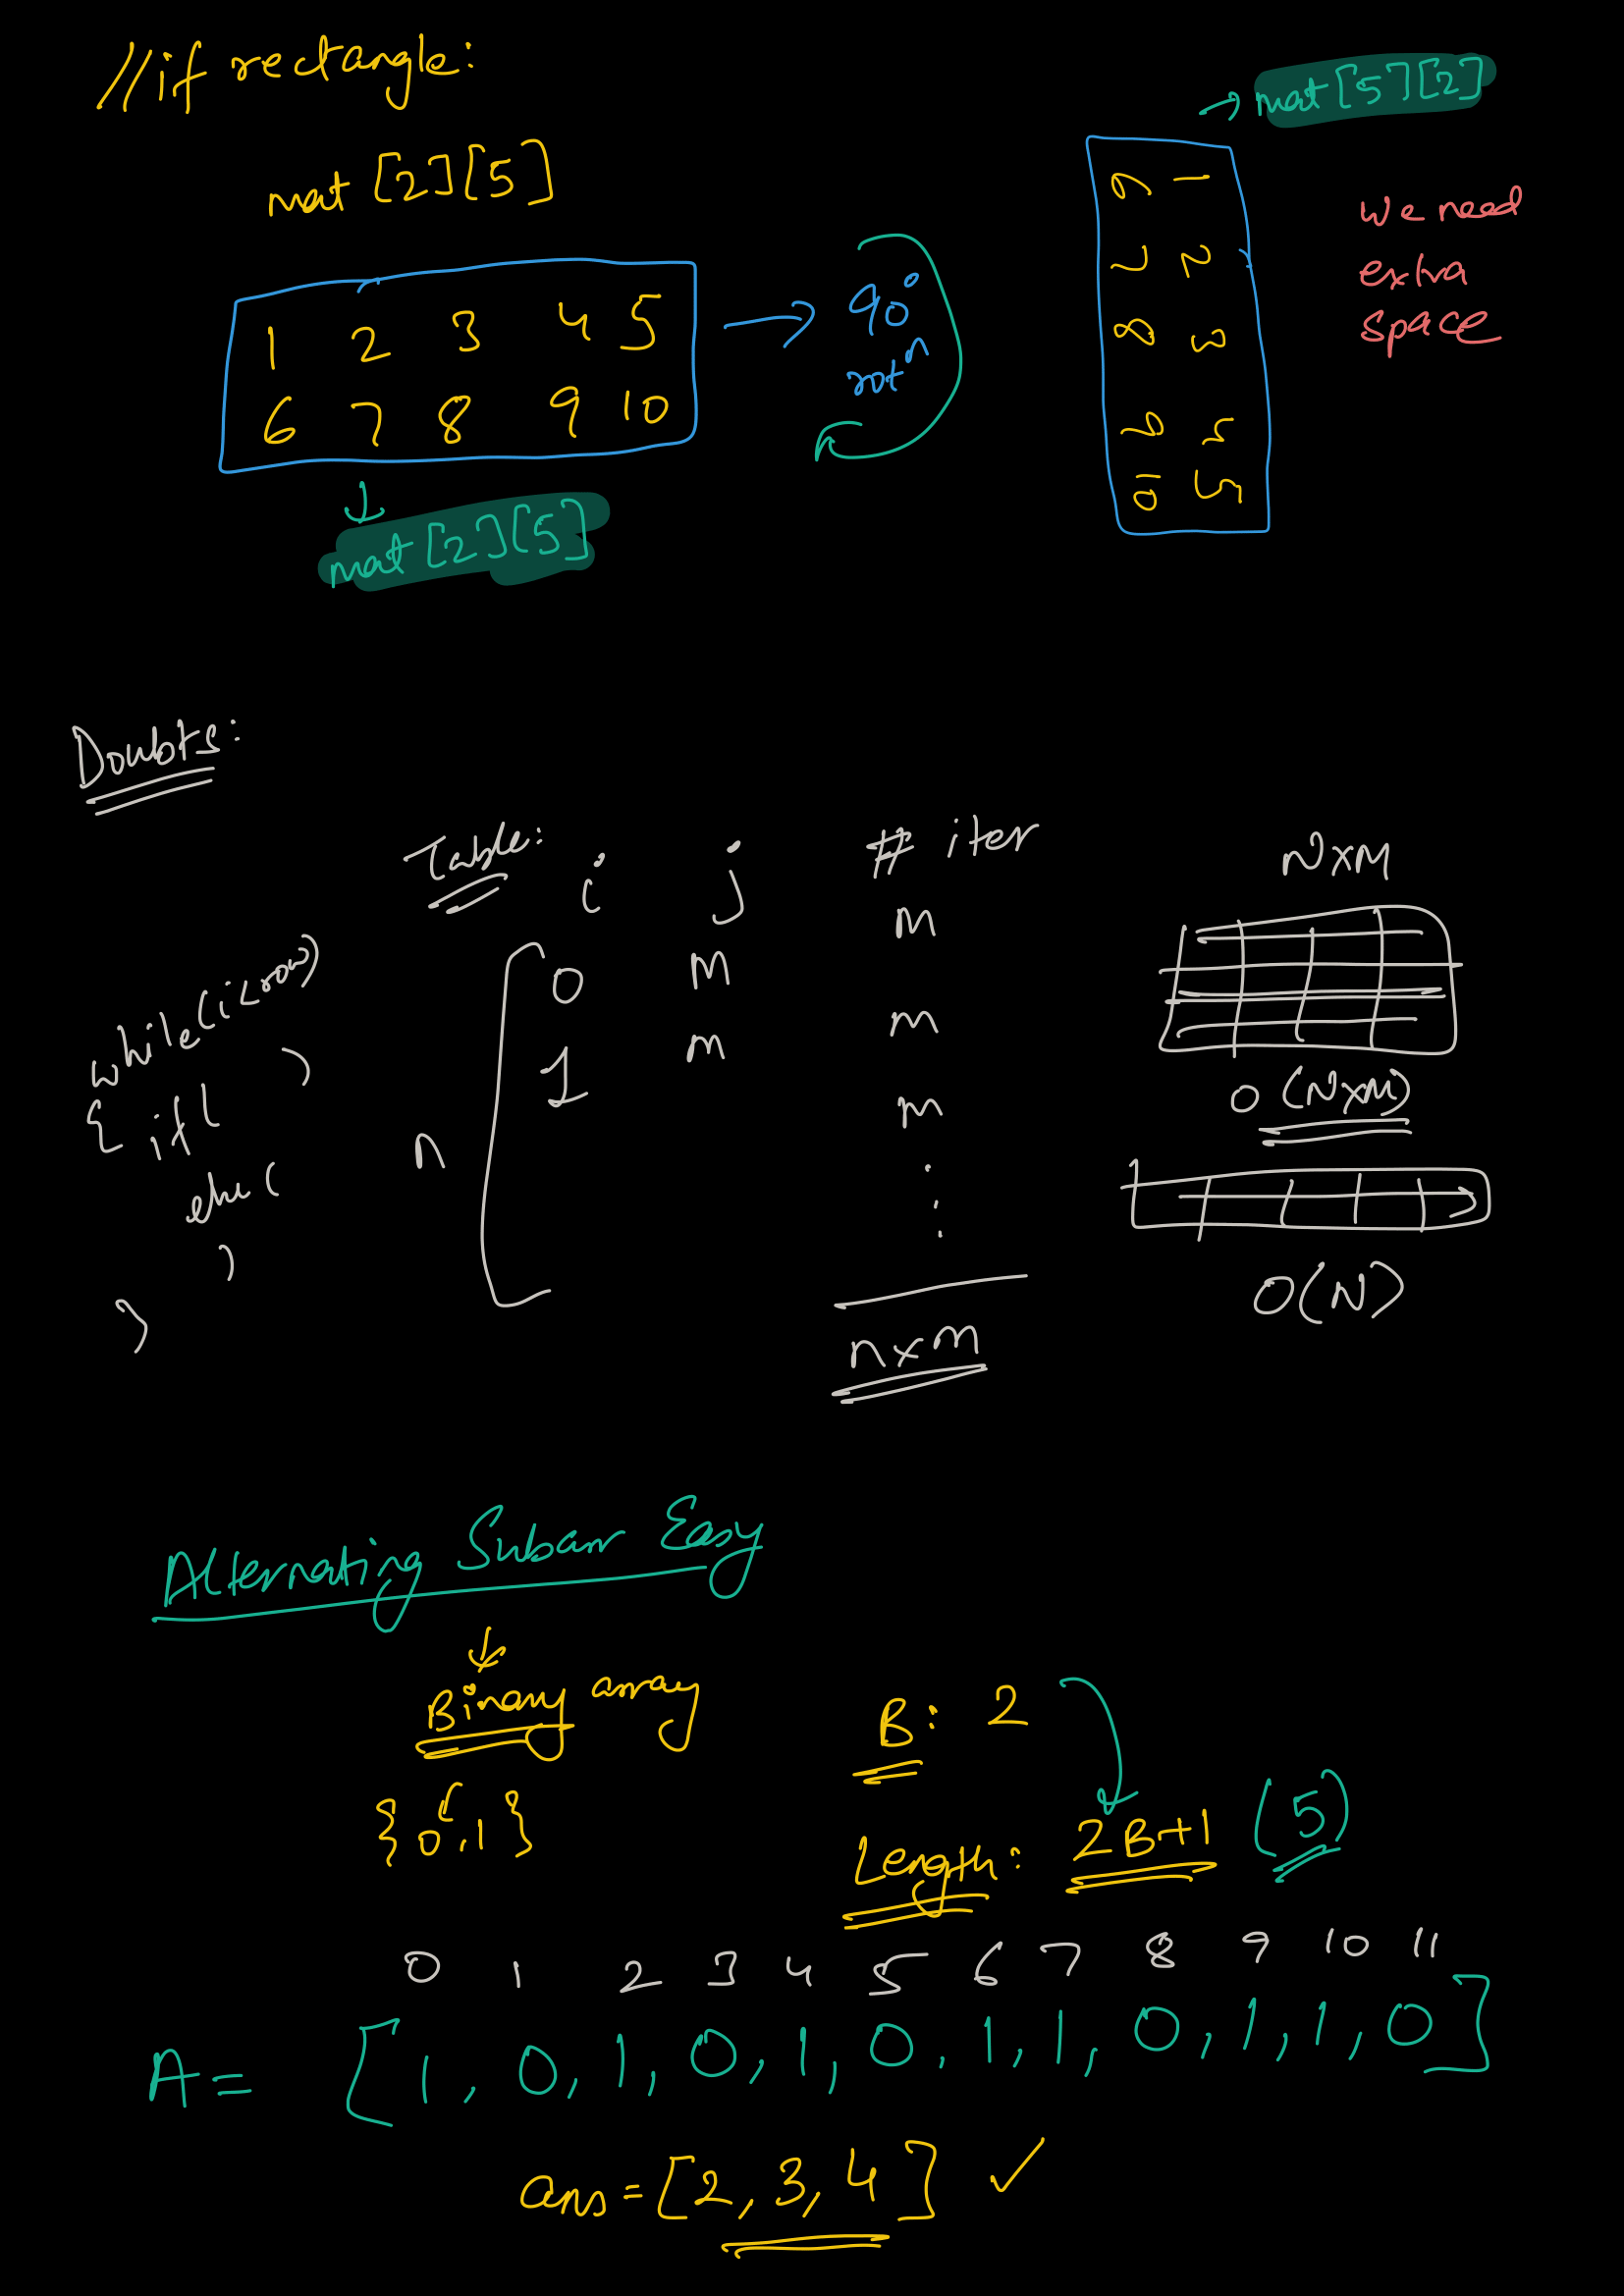 //if rectangle:
mat [2][5]
→ mat[5][2]
1 2 3 4 5
6 7 8 9 10
→ 90° rotⁿ
6 1
7 2
8 3
9 4
10 5
we need
extra
space
↓
mat [2][5]
Doubts:
Table: i j # iter
0 m m
1 m m
m
n
n x m
while(i<row)
{ if( )
else(
)
}
NXM
O (NXM)
O(N)
Alternating Subarr Easy
↓
Binary array
{0,1}
B: 2
Length: 2B+1 (5)
0 1 2 3 4 5 6 7 8 9 10 11
A = [1, 0, 1, 0, 1, 0, 1, 1, 0, 1, 1, 0]
ans = [2, 3, 4] ✓